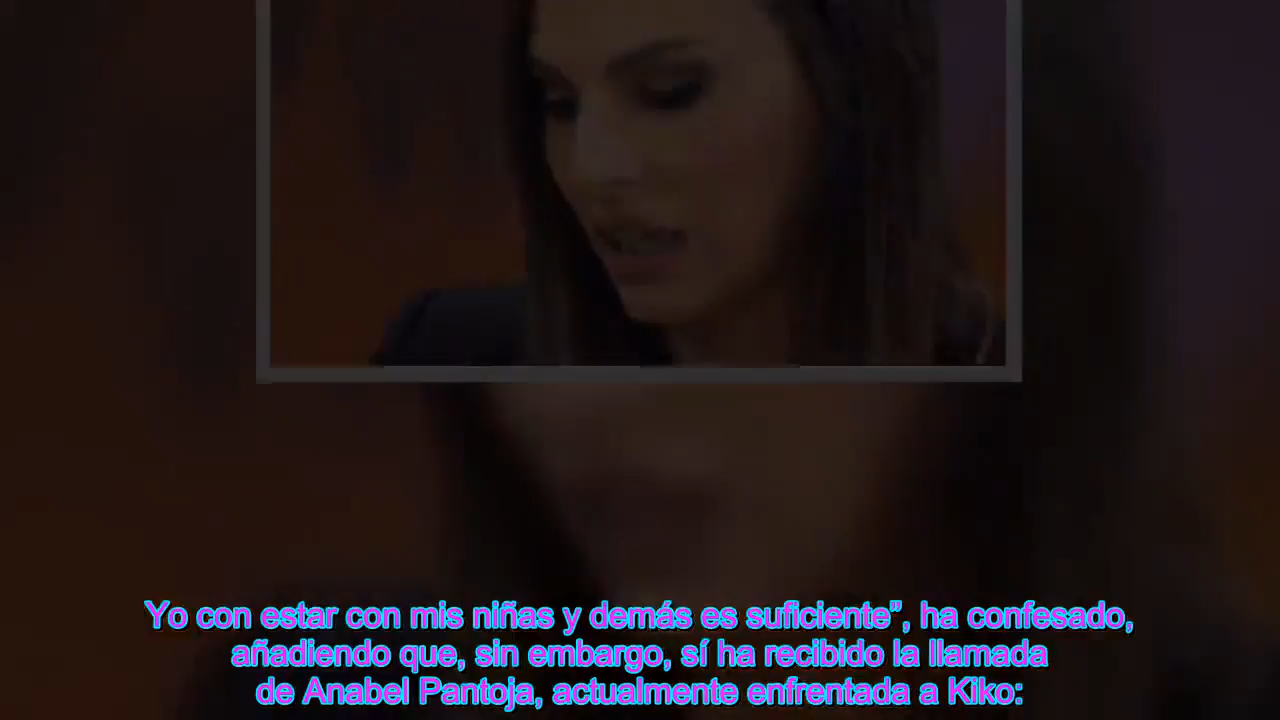 Yo con estar con mis niñas y demás es suficiente”, ha confesado,
añadiendo que, sin embargo, sí ha recibido la llamada
de Anabel Pantoja, actualmente enfrentada a Kiko: